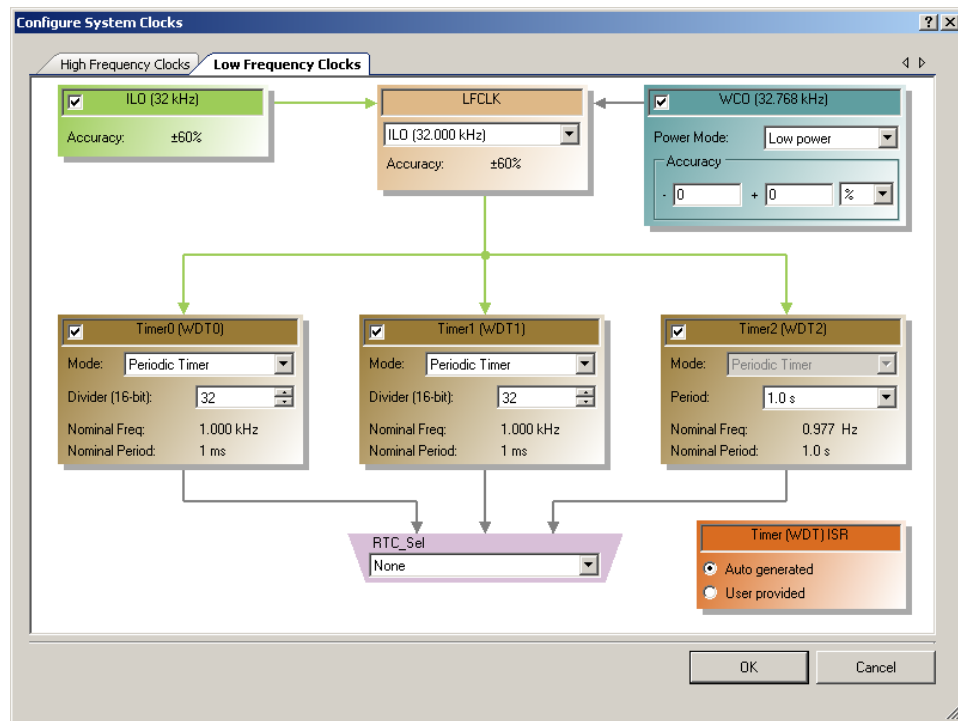 Configure System Clocks
High Frequency Clocks
Low Frequency Clocks
ILO (32 kHz)
Accuracy: ±60%
LFCLK
ILO (32.000 kHz)
Accuracy: ±60%
WCO (32.768 kHz)
Power Mode: Low power
Accuracy
- 0 + 0 %
Timer0 (WDT0)
Mode: Periodic Timer
Divider (16-bit): 32
Nominal Freq: 1.000 kHz
Nominal Period: 1 ms
Timer1 (WDT1)
Mode: Periodic Timer
Divider (16-bit): 32
Nominal Freq: 1.000 kHz
Nominal Period: 1 ms
Timer2 (WDT2)
Mode: Periodic Timer
Period: 1.0 s
Nominal Freq: 0.977 Hz
Nominal Period: 1.0 s
RTC_Sel
None
Timer (WDT) ISR
Auto generated
User provided
OK
Cancel